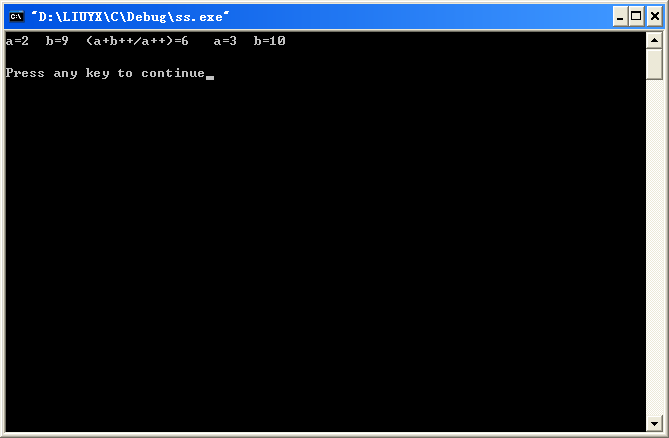 "D:\LIUYX\C\Debug\ss.exe"
a=2  b=9  (a+b++/a++)=6   a=3  b=10
Press any key to continue